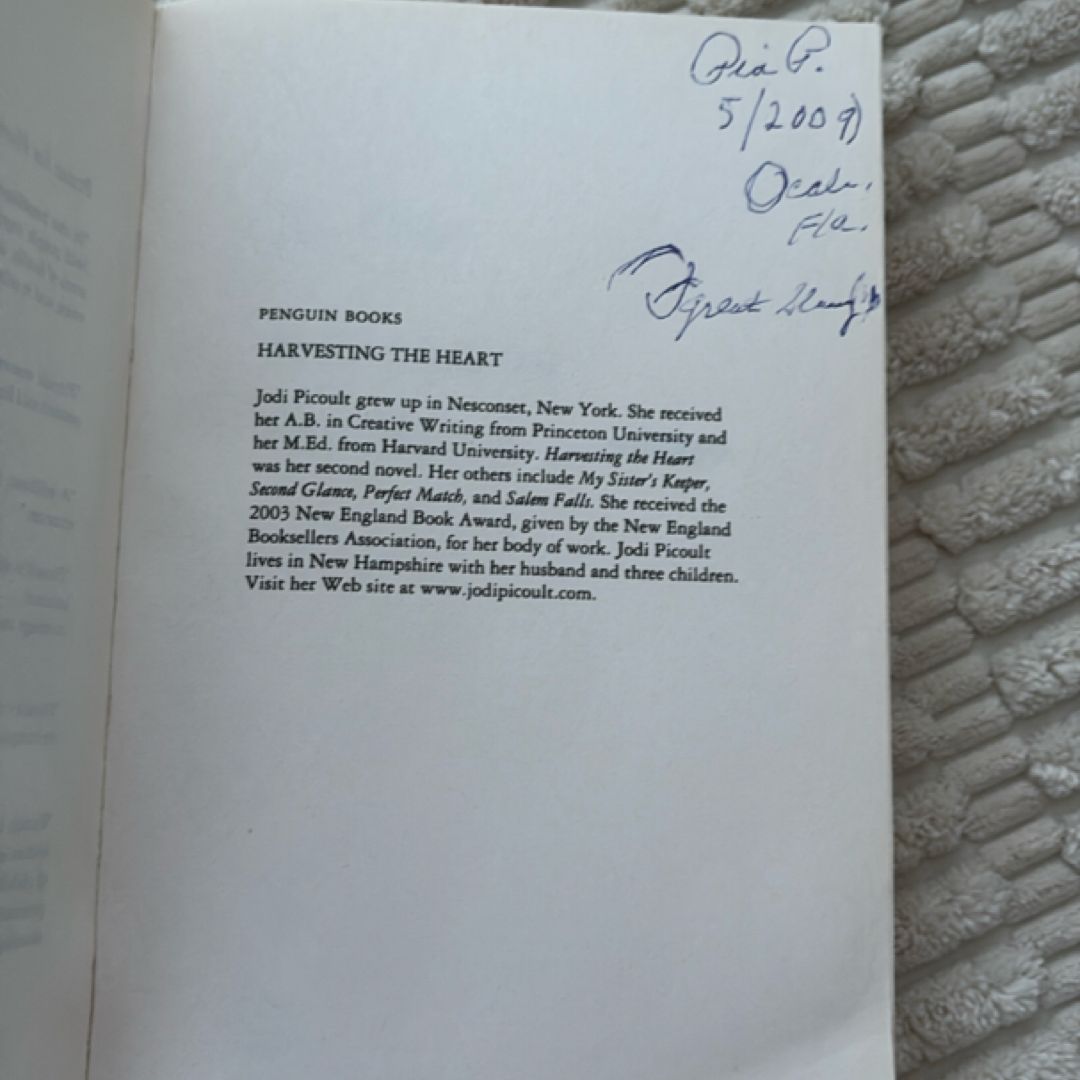 Pia P.
5/2009
Ocala,
Fla.
great
PENGUIN BOOKS
HARVESTING THE HEART
Jodi Picoult grew up in Nesconset, New York. She received
her A.B. in Creative Writing from Princeton University and
her M.Ed. from Harvard University. Harvesting the Heart
was her second novel. Her others include My Sister's Keeper,
Second Glance, Perfect Match, and Salem Falls. She received the
2003 New England Book Award, given by the New England
Booksellers Association, for her body of work. Jodi Picoult
lives in New Hampshire with her husband and three children.
Visit her Web site at www.jodipicoult.com.